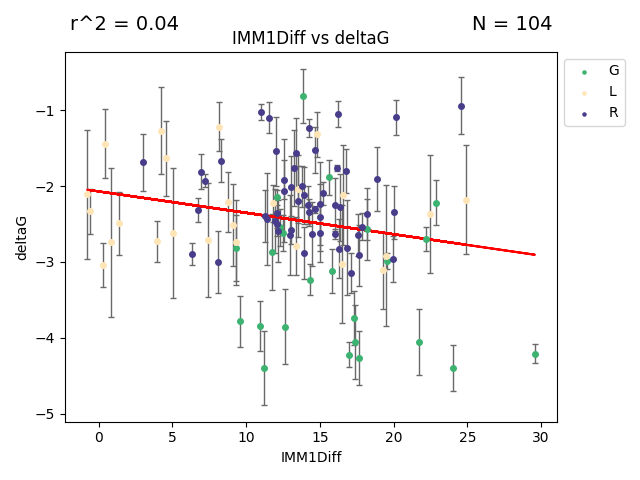 r^2 = 0.04
N = 104
IMM1Diff vs deltaG
G
L
R
−1
−2
−3
−4
−5
deltaG
0 5 10 15 20 25 30
IMM1Diff